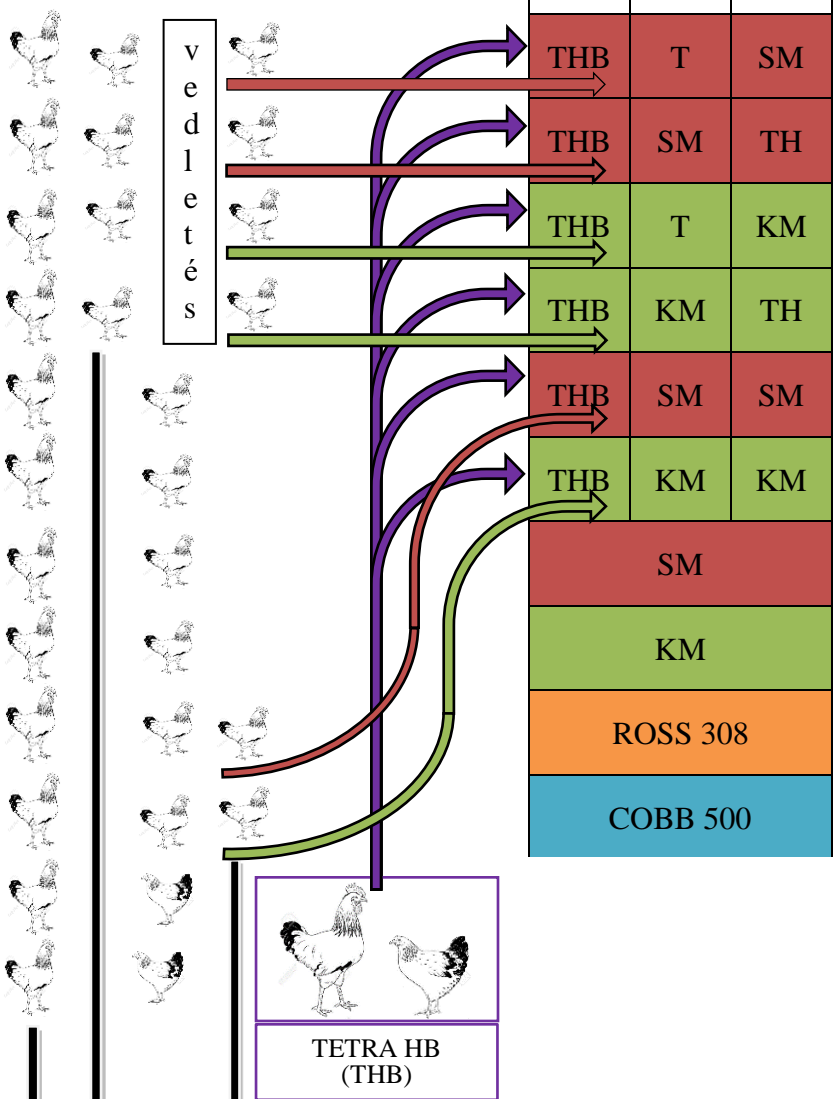 vedletés
THB T SM
THB SM TH
THB T KM
THB KM TH
THB SM SM
THB KM KM
SM
KM
ROSS 308
COBB 500
TETRA HB
(THB)